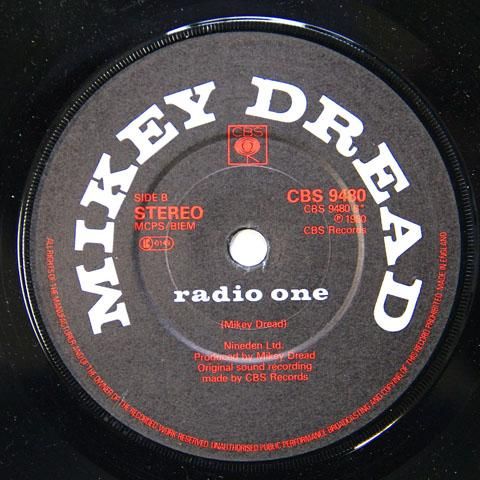 MIKEY DREAD
CBS
SIDE B
STEREO
MCPS/BIEM
CBS 9480
CBS 9480 B
℗ 1980
CBS Records
radio one
(Mikey Dread)
Nineden Ltd.
Produced by Mikey Dread
Original sound recording
made by CBS Records
ALL RIGHTS OF THE MANUFACTURER AND OF THE OWNER OF THE RECORDED WORK RESERVED. UNAUTHORISED PUBLIC PERFORMANCE BROADCASTING AND COPYING OF THIS RECORD PROHIBITED. MADE IN ENGLAND